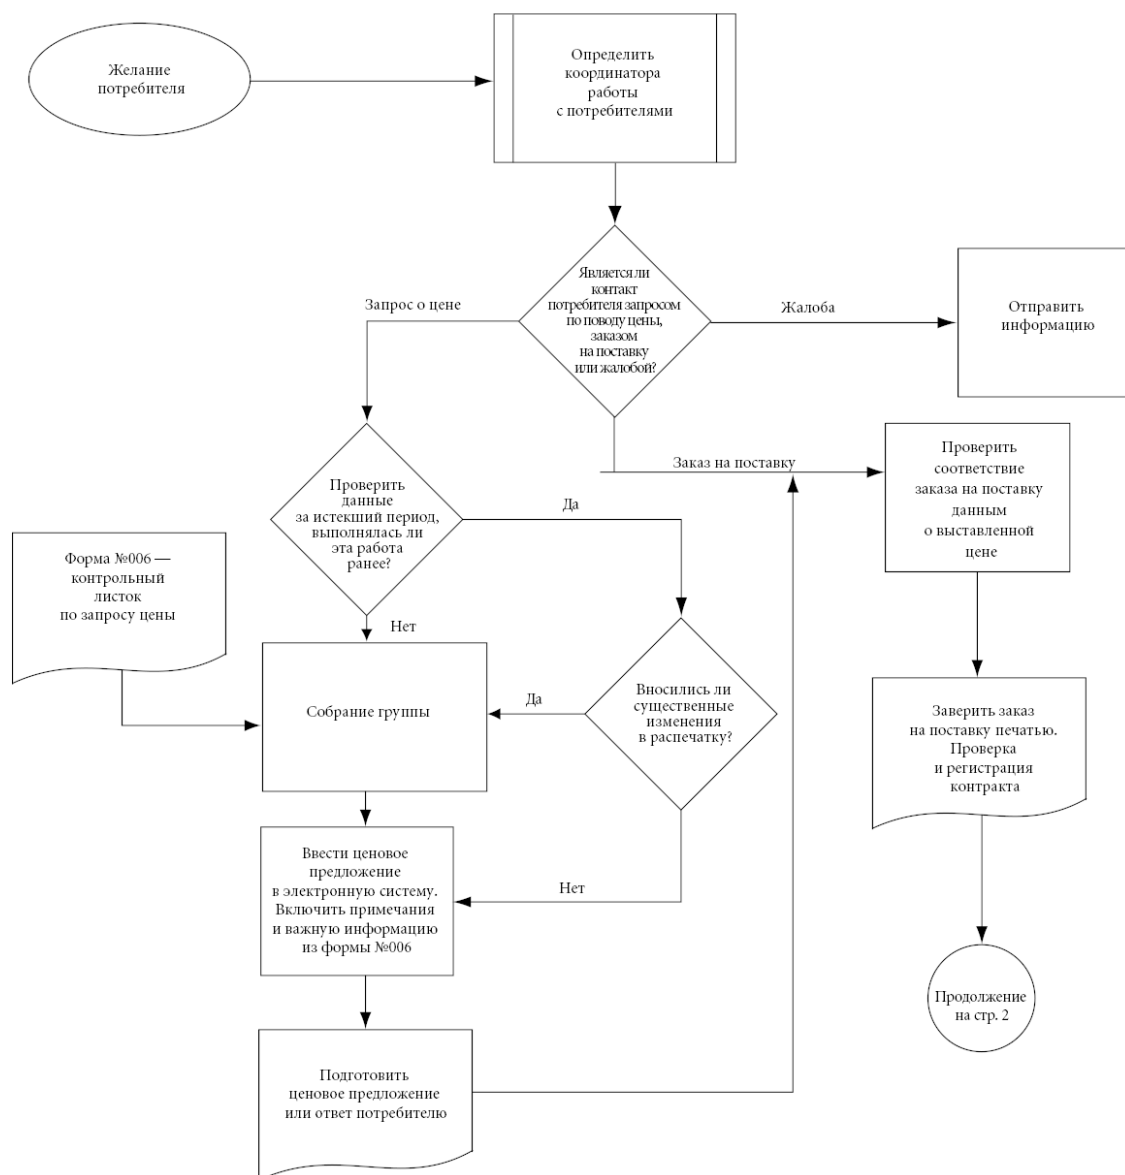 Желание
потребителя
Определить
координатора
работы
с потребителями
Является ли
контакт
потребителя запросом
по поводу цены,
заказом
на поставку
или жалобой?
Запрос о цене
Жалоба
Отправить
информацию
Заказ на поставку
Проверить
соответствие
заказа на поставку
данным
о выставленной
цене
Проверить
данные
за истекший период,
выполнялась ли
эта работа
ранее?
Да
Нет
Форма №006 —
контрольный
листок
по запросу цены
Собрание группы
Да
Вносились ли
существенные
изменения
в распечатку?
Заверить заказ
на поставку печатью.
Проверка
и регистрация
контракта
Ввести ценовое
предложение
в электронную систему.
Включить примечания
и важную информацию
из формы №006
Нет
Продолжение
на стр. 2
Подготовить
ценовое предложение
или ответ потребителю